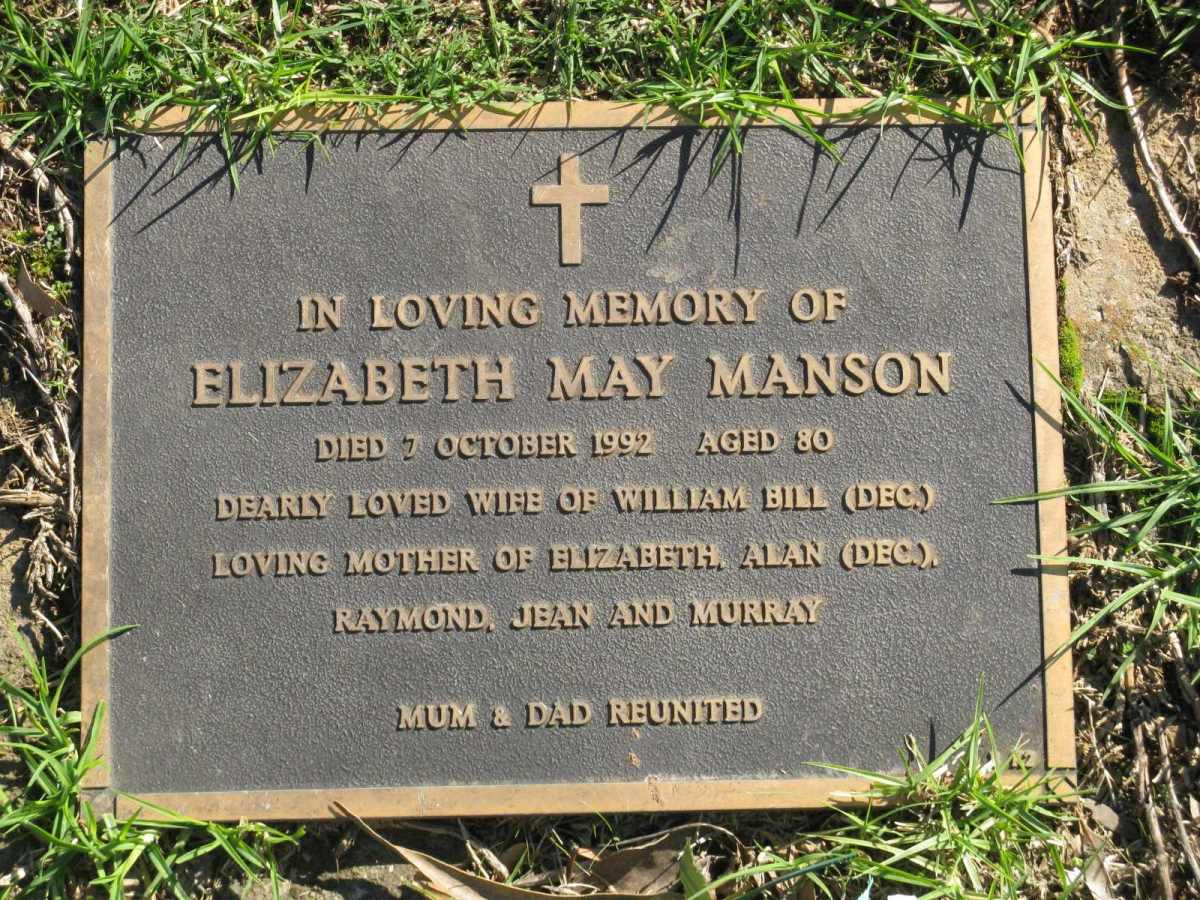 IN LOVING MEMORY OF
ELIZABETH MAY MANSON
DIED 7 OCTOBER 1992 AGED 80
DEARLY LOVED WIFE OF WILLIAM BILL (DEC.)
LOVING MOTHER OF ELIZABETH, ALAN (DEC.),
RAYMOND, JEAN AND MURRAY
MUM & DAD REUNITED